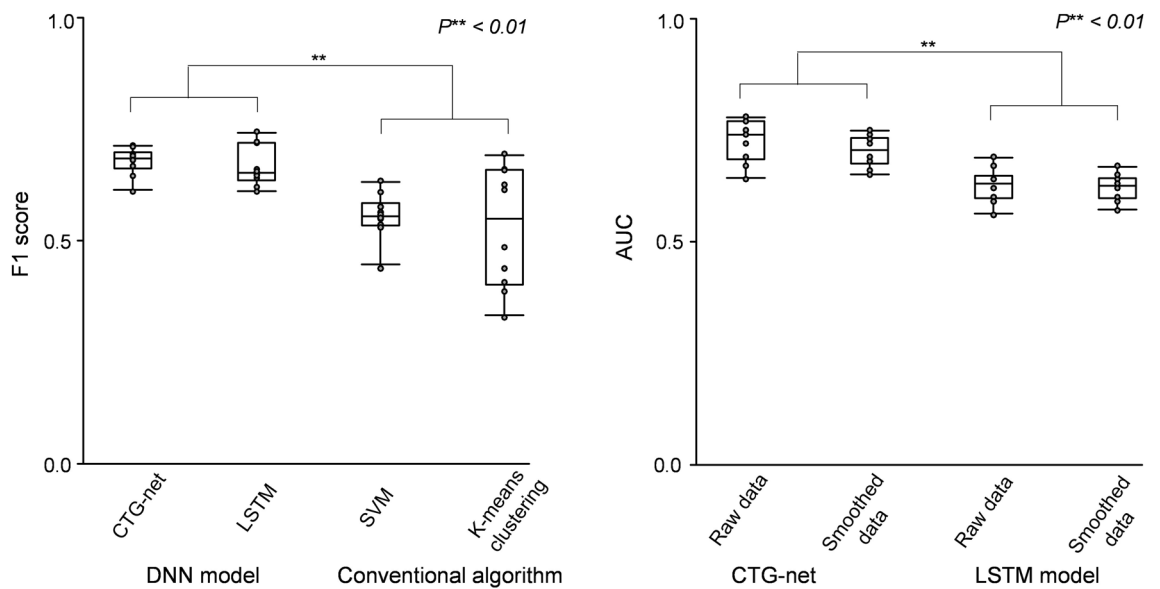 1.0
P** < 0.01
**
F1 score
0.5
0.0
CTG-net
LSTM
SVM
K-means
clustering
DNN model
Conventional algorithm
1.0
P** < 0.01
**
AUC
0.5
0.0
Raw data
Smoothed
data
Raw data
Smoothed
data
CTG-net
LSTM model